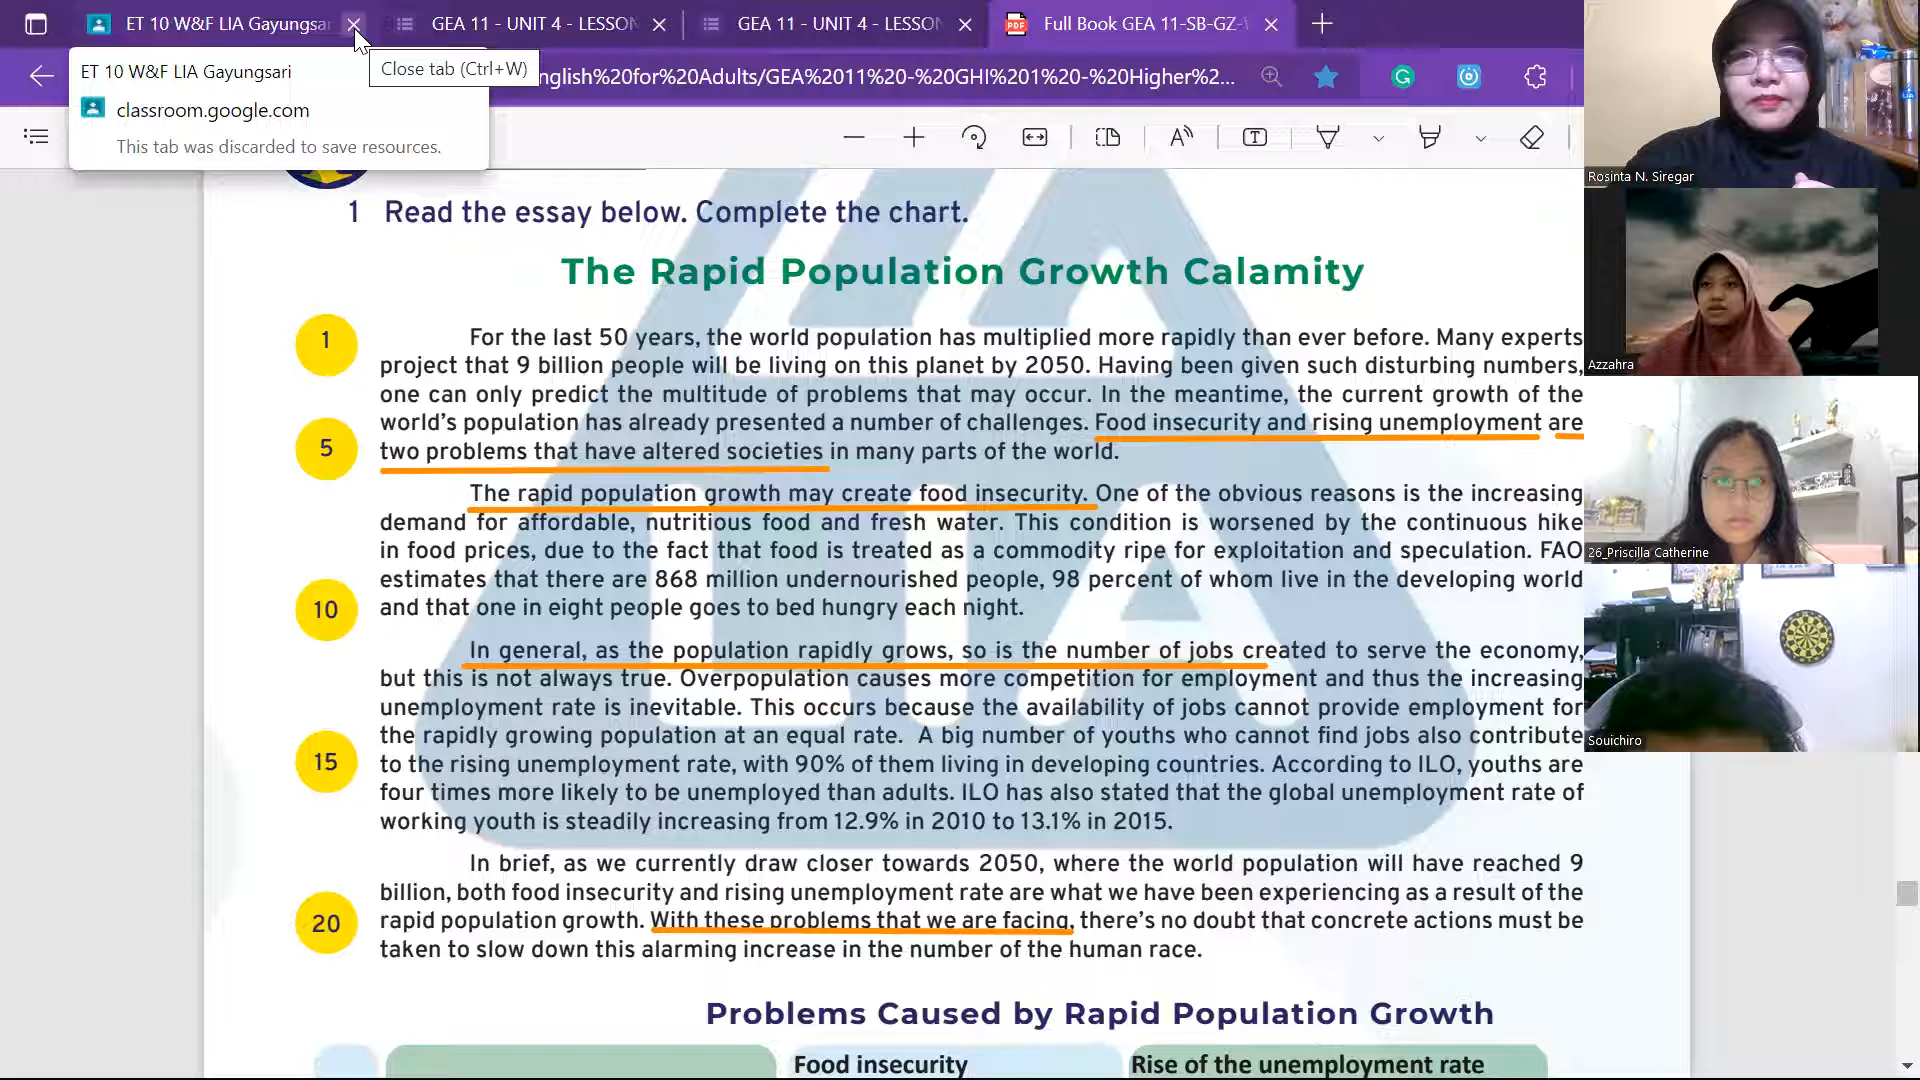 ET 10 W&F LIA Gayungsar
GEA 11 - UNIT 4 - LESSON
GEA 11 - UNIT 4 - LESSON
PDF
Full Book GEA 11-SB-GZ-
ET 10 W&F LIA Gayungsari
classroom.google.com
This tab was discarded to save resources.
Close tab (Ctrl+W)
nglish%20for%20Adults/GEA%2011%20-%20GHI%201%20-%20Higher%2...
1 Read the essay below. Complete the chart.
The Rapid Population Growth Calamity
1
For the last 50 years, the world population has multiplied more rapidly than ever before. Many experts
project that 9 billion people will be living on this planet by 2050. Having been given such disturbing numbers,
one can only predict the multitude of problems that may occur. In the meantime, the current growth of the
world's population has already presented a number of challenges. Food insecurity and rising unemployment are
5
two problems that have altered societies in many parts of the world.
The rapid population growth may create food insecurity. One of the obvious reasons is the increasing
demand for affordable, nutritious food and fresh water. This condition is worsened by the continuous hike
in food prices, due to the fact that food is treated as a commodity ripe for exploitation and speculation. FAO
estimates that there are 868 million undernourished people, 98 percent of whom live in the developing world
10
and that one in eight people goes to bed hungry each night.
In general, as the population rapidly grows, so is the number of jobs created to serve the economy,
but this is not always true. Overpopulation causes more competition for employment and thus the increasing
unemployment rate is inevitable. This occurs because the availability of jobs cannot provide employment for
the rapidly growing population at an equal rate. A big number of youths who cannot find jobs also contribute
15
to the rising unemployment rate, with 90% of them living in developing countries. According to ILO, youths are
four times more likely to be unemployed than adults. ILO has also stated that the global unemployment rate of
working youth is steadily increasing from 12.9% in 2010 to 13.1% in 2015.
In brief, as we currently draw closer towards 2050, where the world population will have reached 9
billion, both food insecurity and rising unemployment rate are what we have been experiencing as a result of the
20
rapid population growth. With these problems that we are facing, there's no doubt that concrete actions must be
taken to slow down this alarming increase in the number of the human race.
LIA
Problems Caused by Rapid Population Growth
Food insecurity
Rise of the unemployment rate
Rosinta N. Siregar
LIA
Azzahra
26_Priscilla Catherine
Souichiro